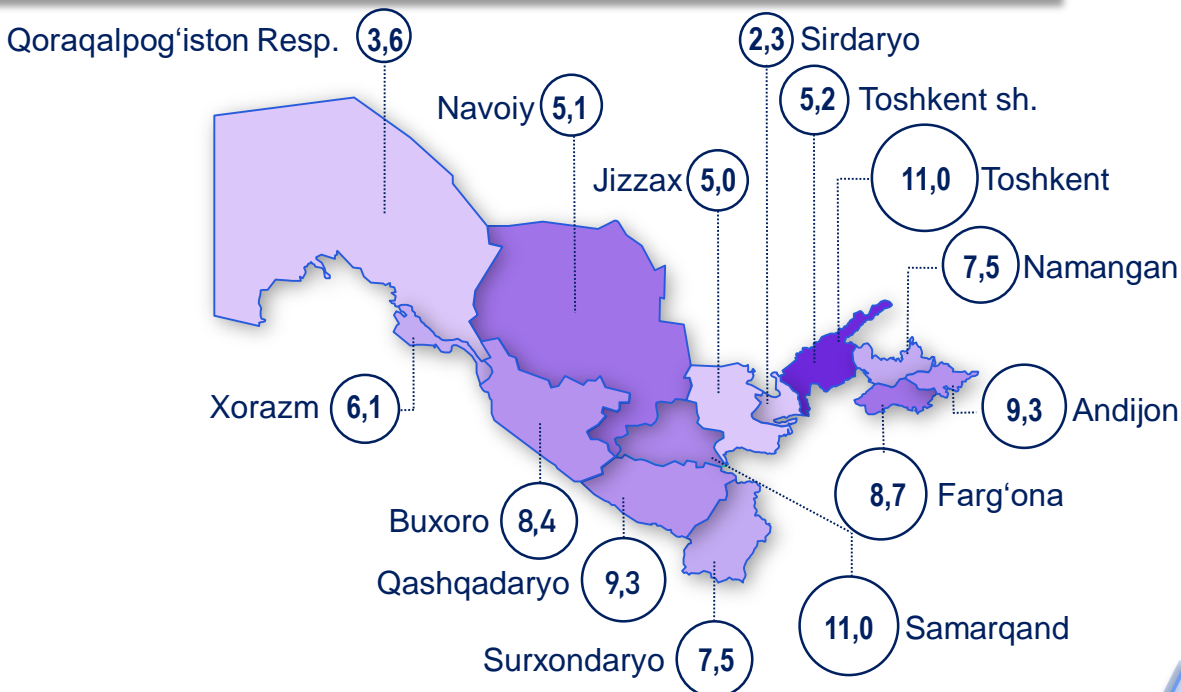 Qoraqalpog‘iston Resp. 3,6
2,3 Sirdaryo
Navoiy 5,1
5,2 Toshkent sh.
Jizzax 5,0
11,0 Toshkent
7,5 Namangan
Xorazm 6,1
9,3 Andijon
8,7 Farg‘ona
Buxoro 8,4
Qashqadaryo 9,3
11,0 Samarqand
Surxondaryo 7,5